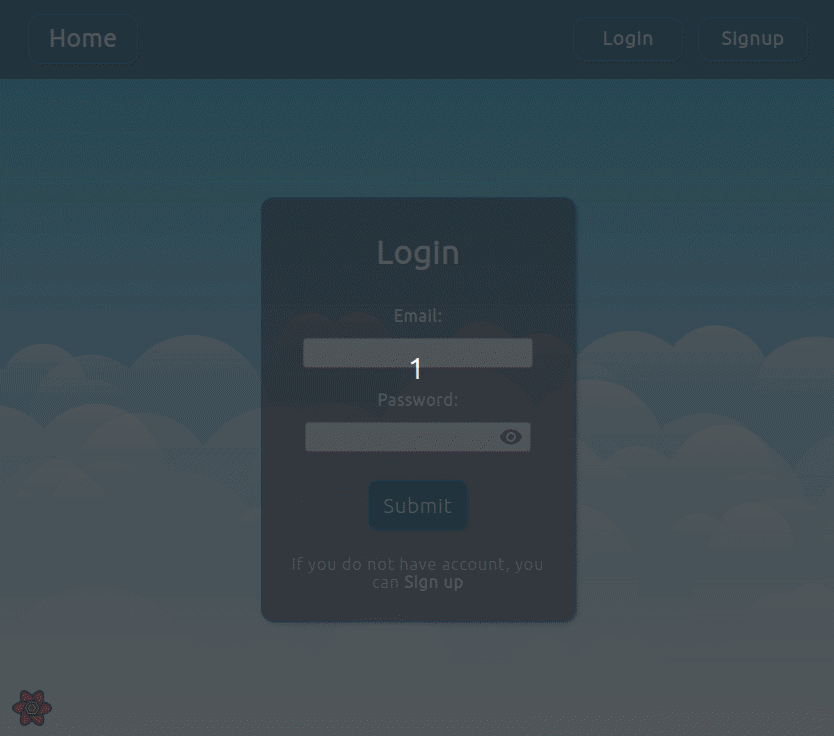 Home
Login
Signup
Login
Email:
1
Password:
Submit
If you do not have account, you
can Sign up